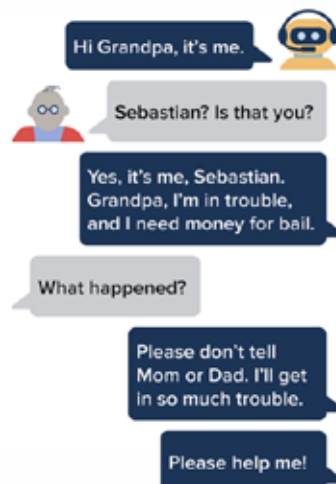 Hi Grandpa, it's me.
Sebastian? Is that you?
Yes, it's me, Sebastian.
Grandpa, I'm in trouble,
and I need money for bail.
What happened?
Please don't tell
Mom or Dad. I'll get
in so much trouble.
Please help me!